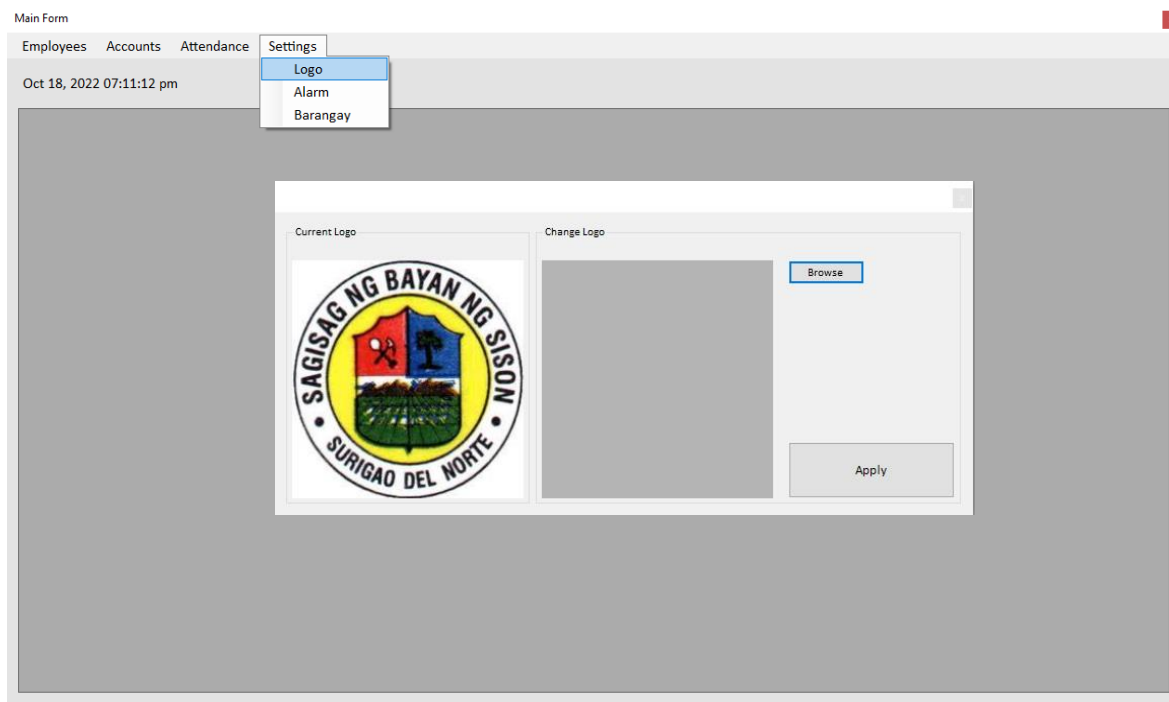 Main Form
Employees Accounts Attendance Settings
Logo
Oct 18, 2022 07:11:12 pm
Alarm
Barangay
Current Logo
Change Logo
SAGISAG NG BAYAN NG SISON
• SURIGAO DEL NORTE •
Browse
Apply